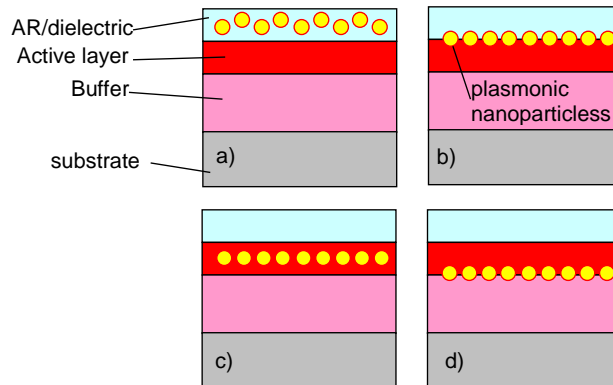 AR/dielectric
Active layer
Buffer
substrate
a)
plasmonic
nanoparticless
b)
c)
d)